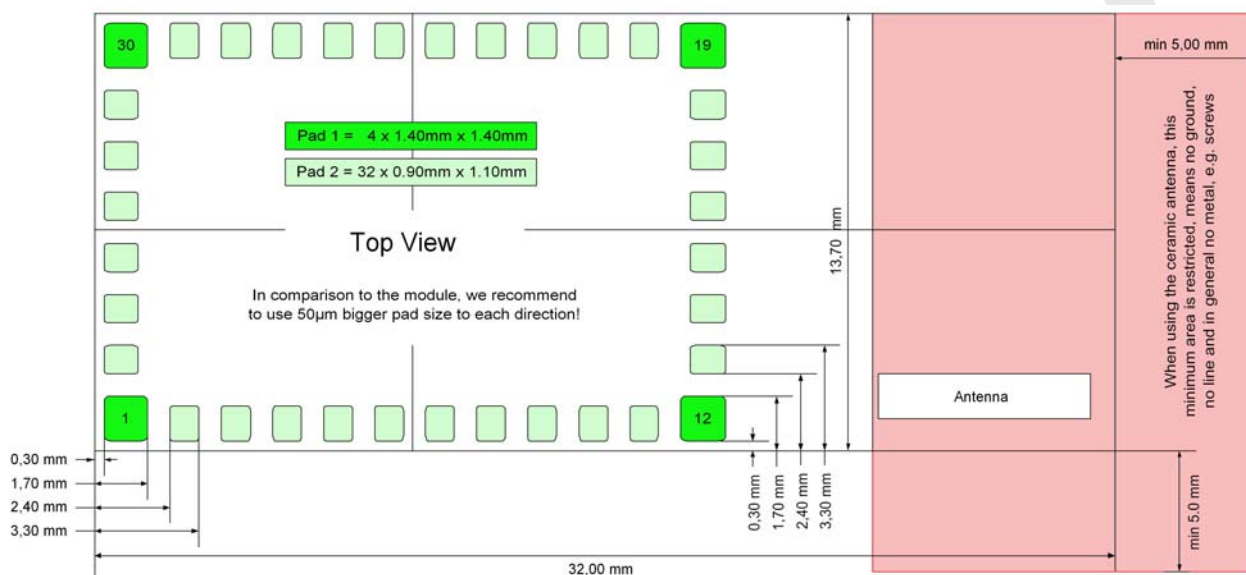 30
19
min 5,00 mm
Pad 1 = 4 x 1.40mm x 1.40mm
Pad 2 = 32 x 0.90mm x 1.10mm
Top View
In comparison to the module, we recommend
to use 50µm bigger pad size to each direction!
13,70 mm
When using the ceramic antenna, this
minimum area is restricted, means no ground,
no line and in general no metal, e.g. screws
Antenna
1
12
0,30 mm
1,70 mm
2,40 mm
3,30 mm
0,30 mm
1,70 mm
2,40 mm
3,30 mm
min 5.0 mm
32,00 mm